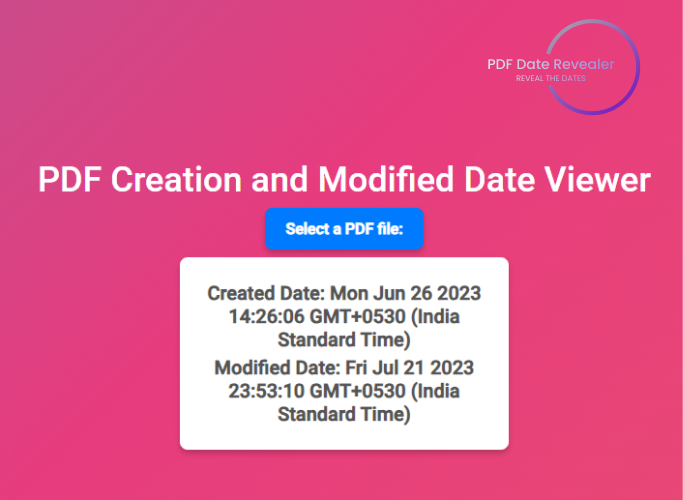 PDF Date Revealer
REVEAL THE DATES
PDF Creation and Modified Date Viewer
Select a PDF file:
Created Date: Mon Jun 26 2023
14:26:06 GMT+0530 (India
Standard Time)
Modified Date: Fri Jul 21 2023
23:53:10 GMT+0530 (India
Standard Time)